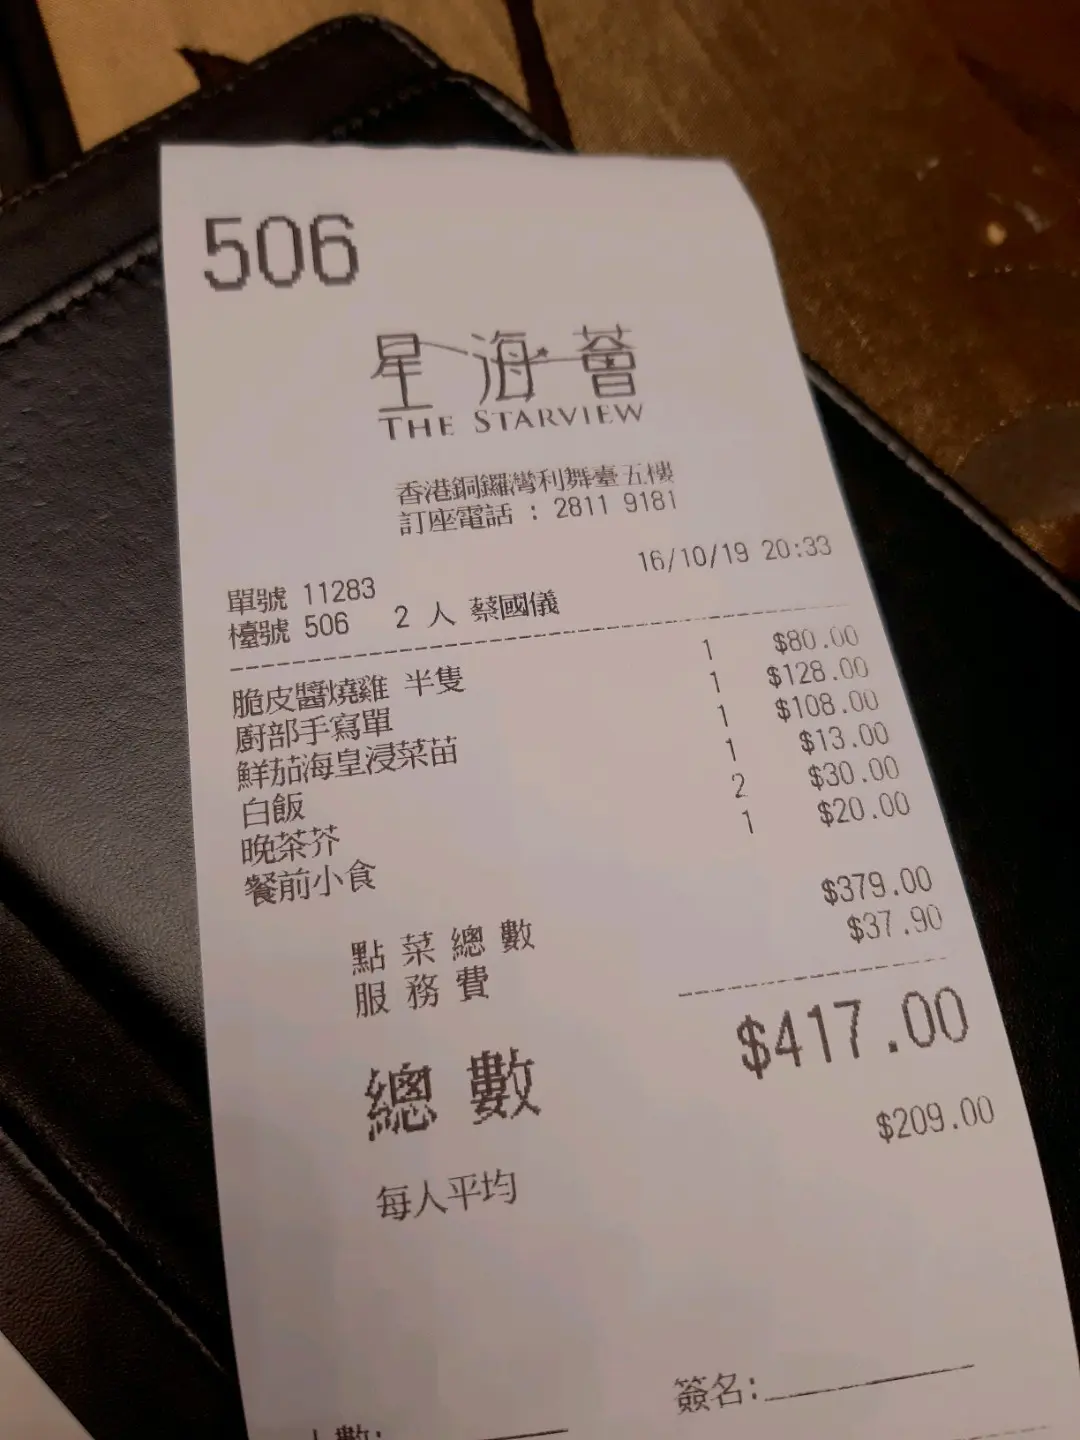 506
星海薈
THE STARVIEW
香港銅鑼灣利舞臺五樓
訂座電話 : 2811 9181
單號 11283 16/10/19 20:33
檯號 506 2 人 蔡國儀
脆皮醬燒雞 半隻 1 $80.00
廚部手寫單 1 $128.00
鮮茄海皇浸菜苗 1 $108.00
白飯 1 $13.00
晚茶芥 2 $30.00
餐前小食 1 $20.00
點菜總數 $379.00
服務費 $37.90
總數 $417.00
每人平均 $209.00
簽名:
人數: